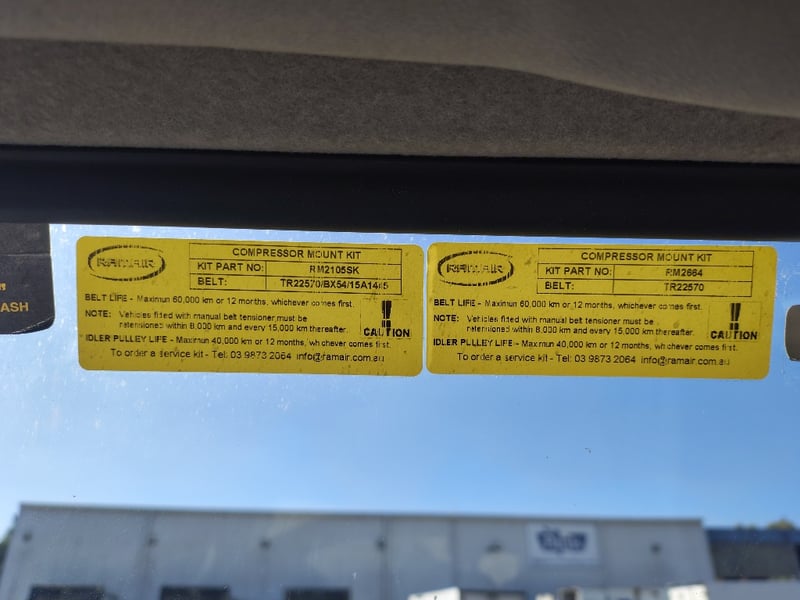 ASH
RAMAIR
COMPRESSOR MOUNT KIT
KIT PART NO: RM2105SK
BELT: TR22570/BX54/15A1445
BELT LIFE - Maximun 60,000 km or 12 months, whichever comes first.
NOTE: Vehicles fitted with manual belt tensioner must be
retensioned within 8,000 km and every 15,000 km thereafter.
CAUTION
IDLER PULLEY LIFE - Maximun 40,000 km or 12 months, whichever comes first.
To order a service kit - Tel: 03 9873 2064 info@ramair.com.au
RAMAIR
COMPRESSOR MOUNT KIT
KIT PART NO: RM2664
BELT: TR22570
BELT LIFE - Maximun 60,000 km or 12 months, whichever comes first.
NOTE: Vehicles fitted with manual belt tensioner must be
retensioned within 8,000 km and every 15,000 km thereafter.
CAUTION
IDLER PULLEY LIFE - Maximun 40,000 km or 12 months, whichever comes first.
To order a service kit - Tel: 03 9873 2064 info@ramair.com.au